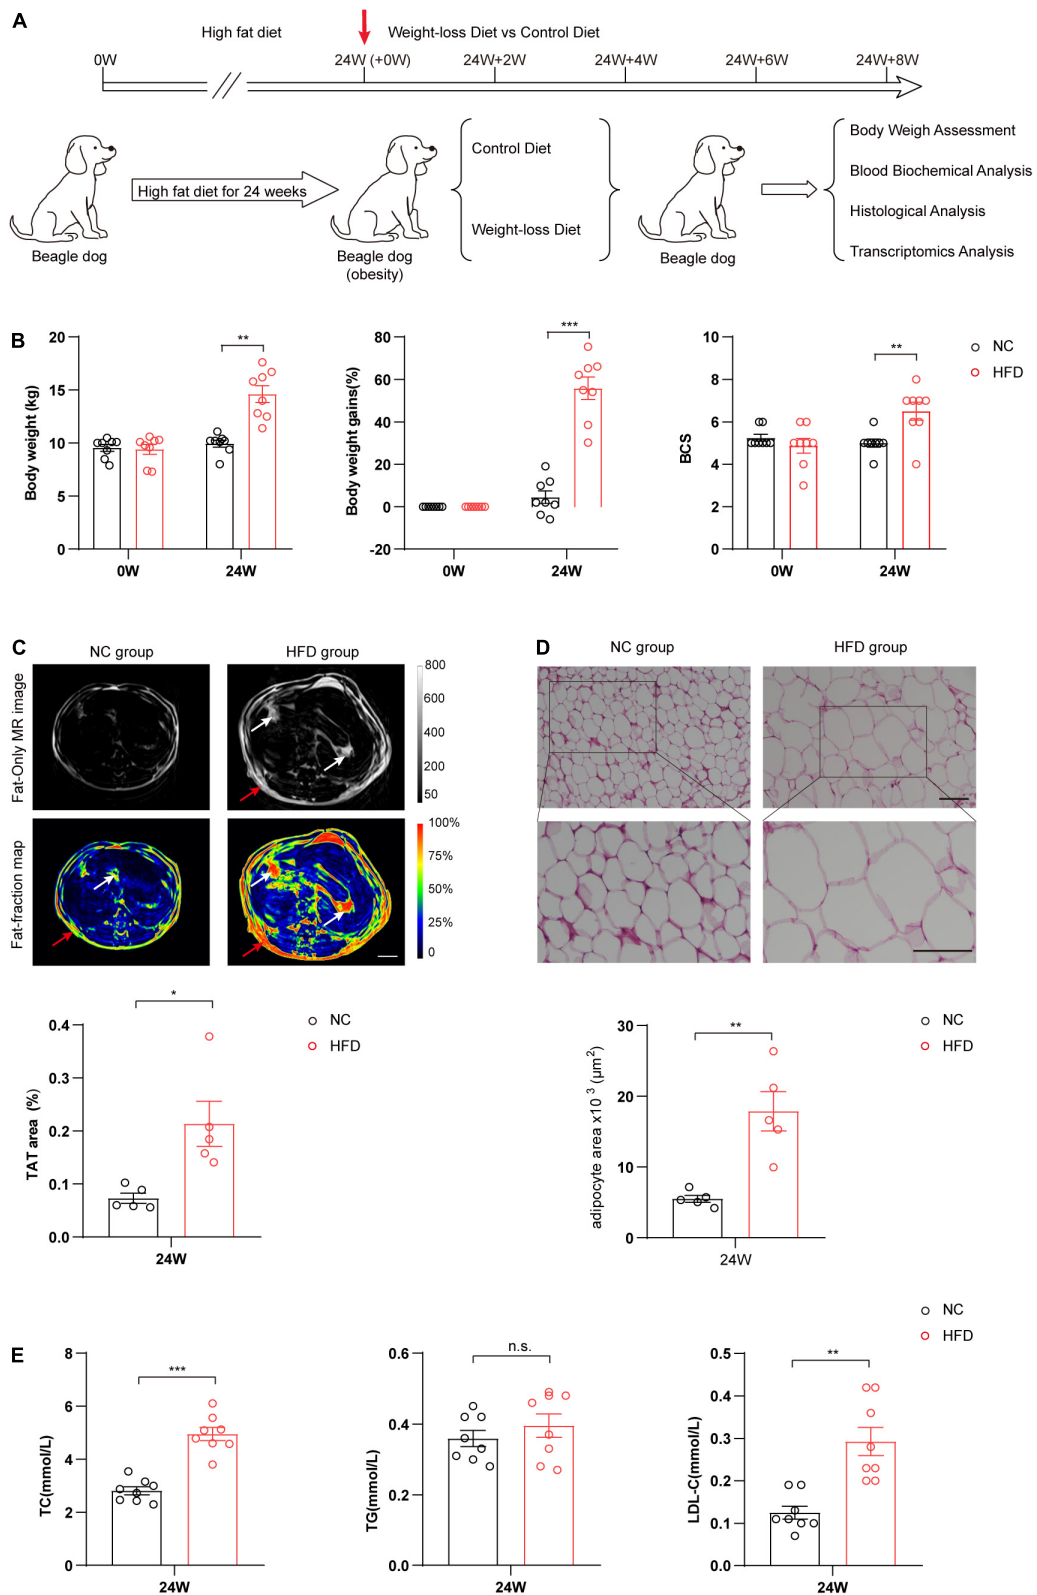 A
High fat diet
Weight-loss Diet vs Control Diet
0W
24W (+0W)
24W+2W
24W+4W
24W+6W
24W+8W
High fat diet for 24 weeks
Control Diet
Weight-loss Diet
Body Weigh Assessment
Blood Biochemical Analysis
Histological Analysis
Transcriptomics Analysis
Beagle dog
Beagle dog
(obesity)
Beagle dog
B
Body weight (kg)
20
15
10
5
0
**
0W
24W
Body weight gains(%)
80
60
40
20
0
-20
***
0W
24W
BCS
10
8
6
4
2
0
**
0W
24W
NC
HFD
C
NC group
HFD group
Fat-Only MR image
800
600
400
200
50
Fat-fraction map
100%
75%
50%
25%
0
TAT area (%)
0.4
0.3
0.2
0.1
0.0
*
24W
NC
HFD
D
NC group
HFD group
adipocyte area x10 3 (μm2)
30
20
10
0
**
24W
NC
HFD
E
TC(mmol/L)
8
6
4
2
0
***
24W
TG(mmol/L)
0.6
0.4
0.2
0.0
n.s.
24W
LDL-C(mmol/L)
0.5
0.4
0.3
0.2
0.1
0.0
**
24W
NC
HFD